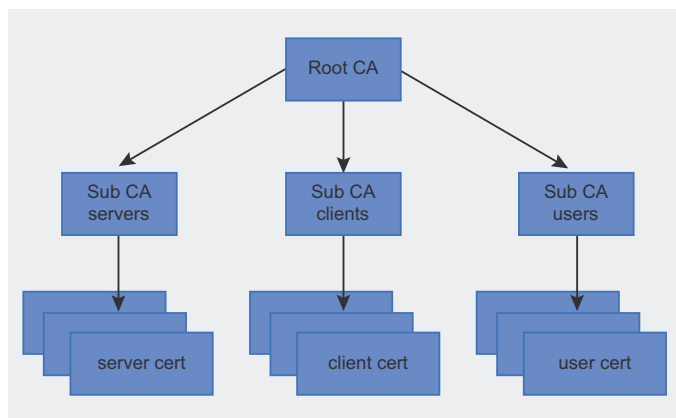 Root CA
Sub CA
servers
Sub CA
clients
Sub CA
users
server cert
client cert
user cert